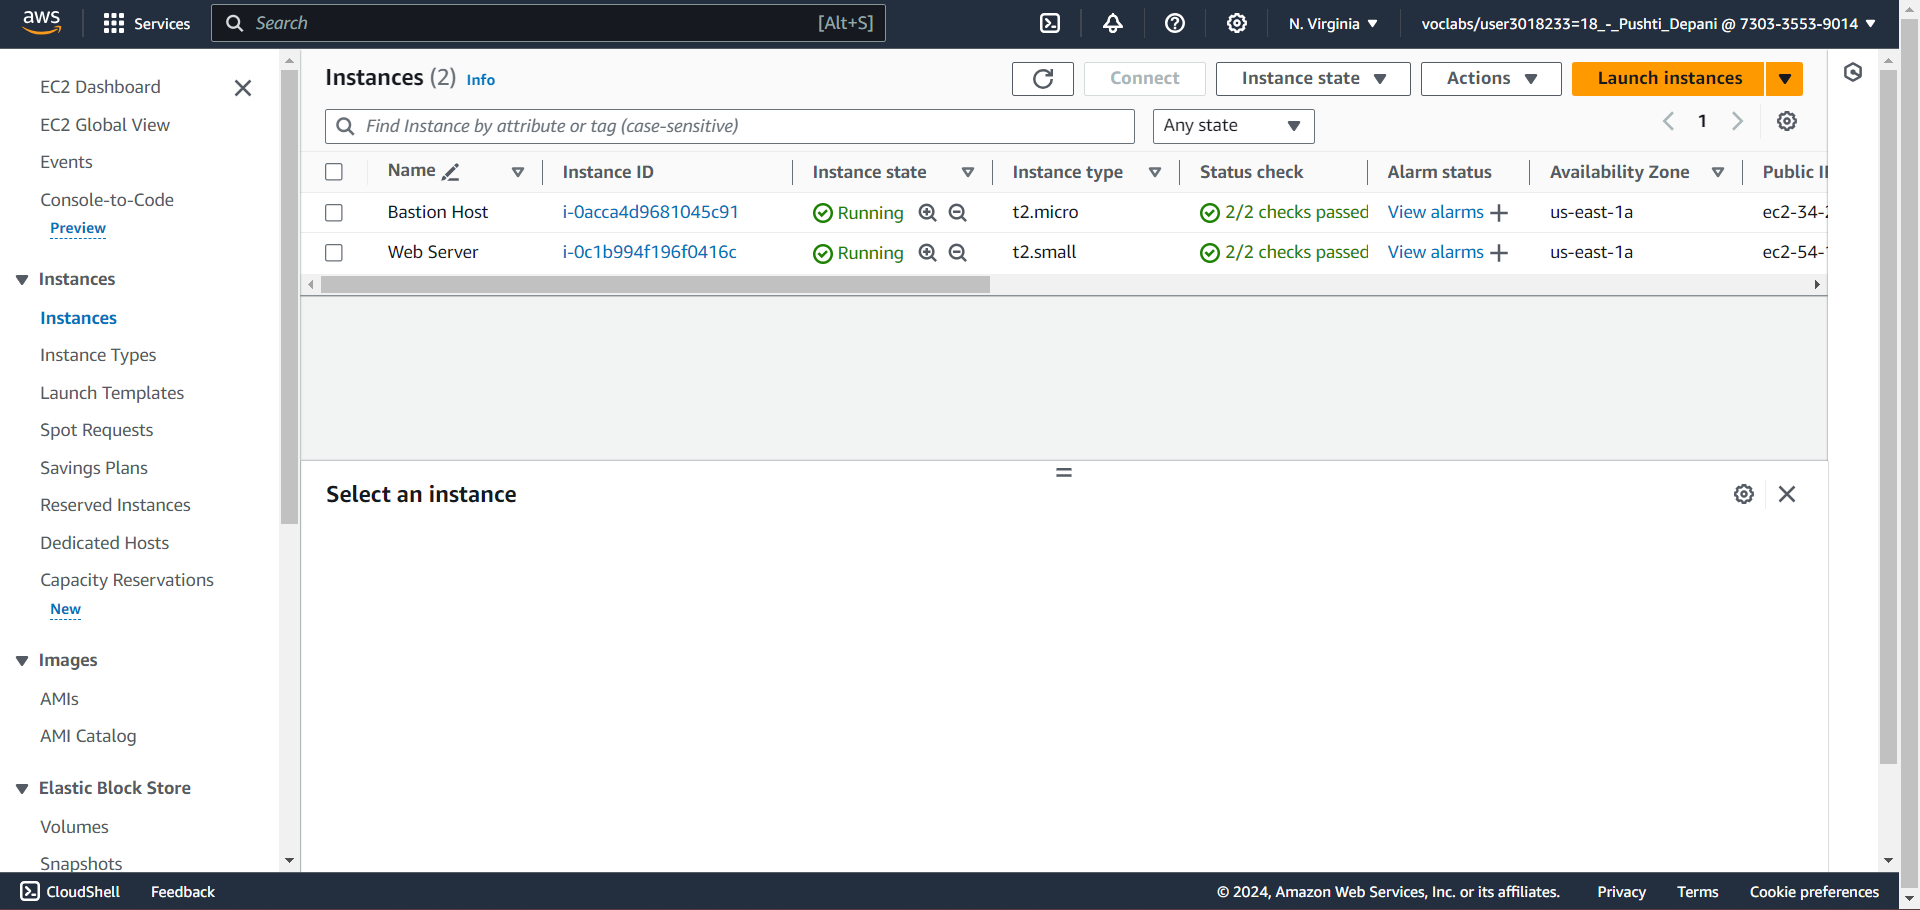 aws
Services
Search
[Alt+S]
N. Virginia
voclabs/user3018233=18_-_Pushti_Depani @ 7303-3553-9014
EC2 Dashboard
EC2 Global View
Events
Console-to-Code
Preview
Instances
Instances
Instance Types
Launch Templates
Spot Requests
Savings Plans
Reserved Instances
Dedicated Hosts
Capacity Reservations
New
Images
AMIs
AMI Catalog
Elastic Block Store
Volumes
Snapshots
Instances (2) Info
Connect
Instance state
Actions
Launch instances
Find Instance by attribute or tag (case-sensitive)
Any state
1
Name Instance ID Instance state Instance type Status check Alarm status Availability Zone Public
Bastion Host i-0acca4d9681045c91 Running t2.micro 2/2 checks passed View alarms us-east-1a ec2-34-
Web Server i-0c1b994f196f0416c Running t2.small 2/2 checks passed View alarms us-east-1a ec2-54-
Select an instance
CloudShell
Feedback
© 2024, Amazon Web Services, Inc. or its affiliates.
Privacy
Terms
Cookie preferences